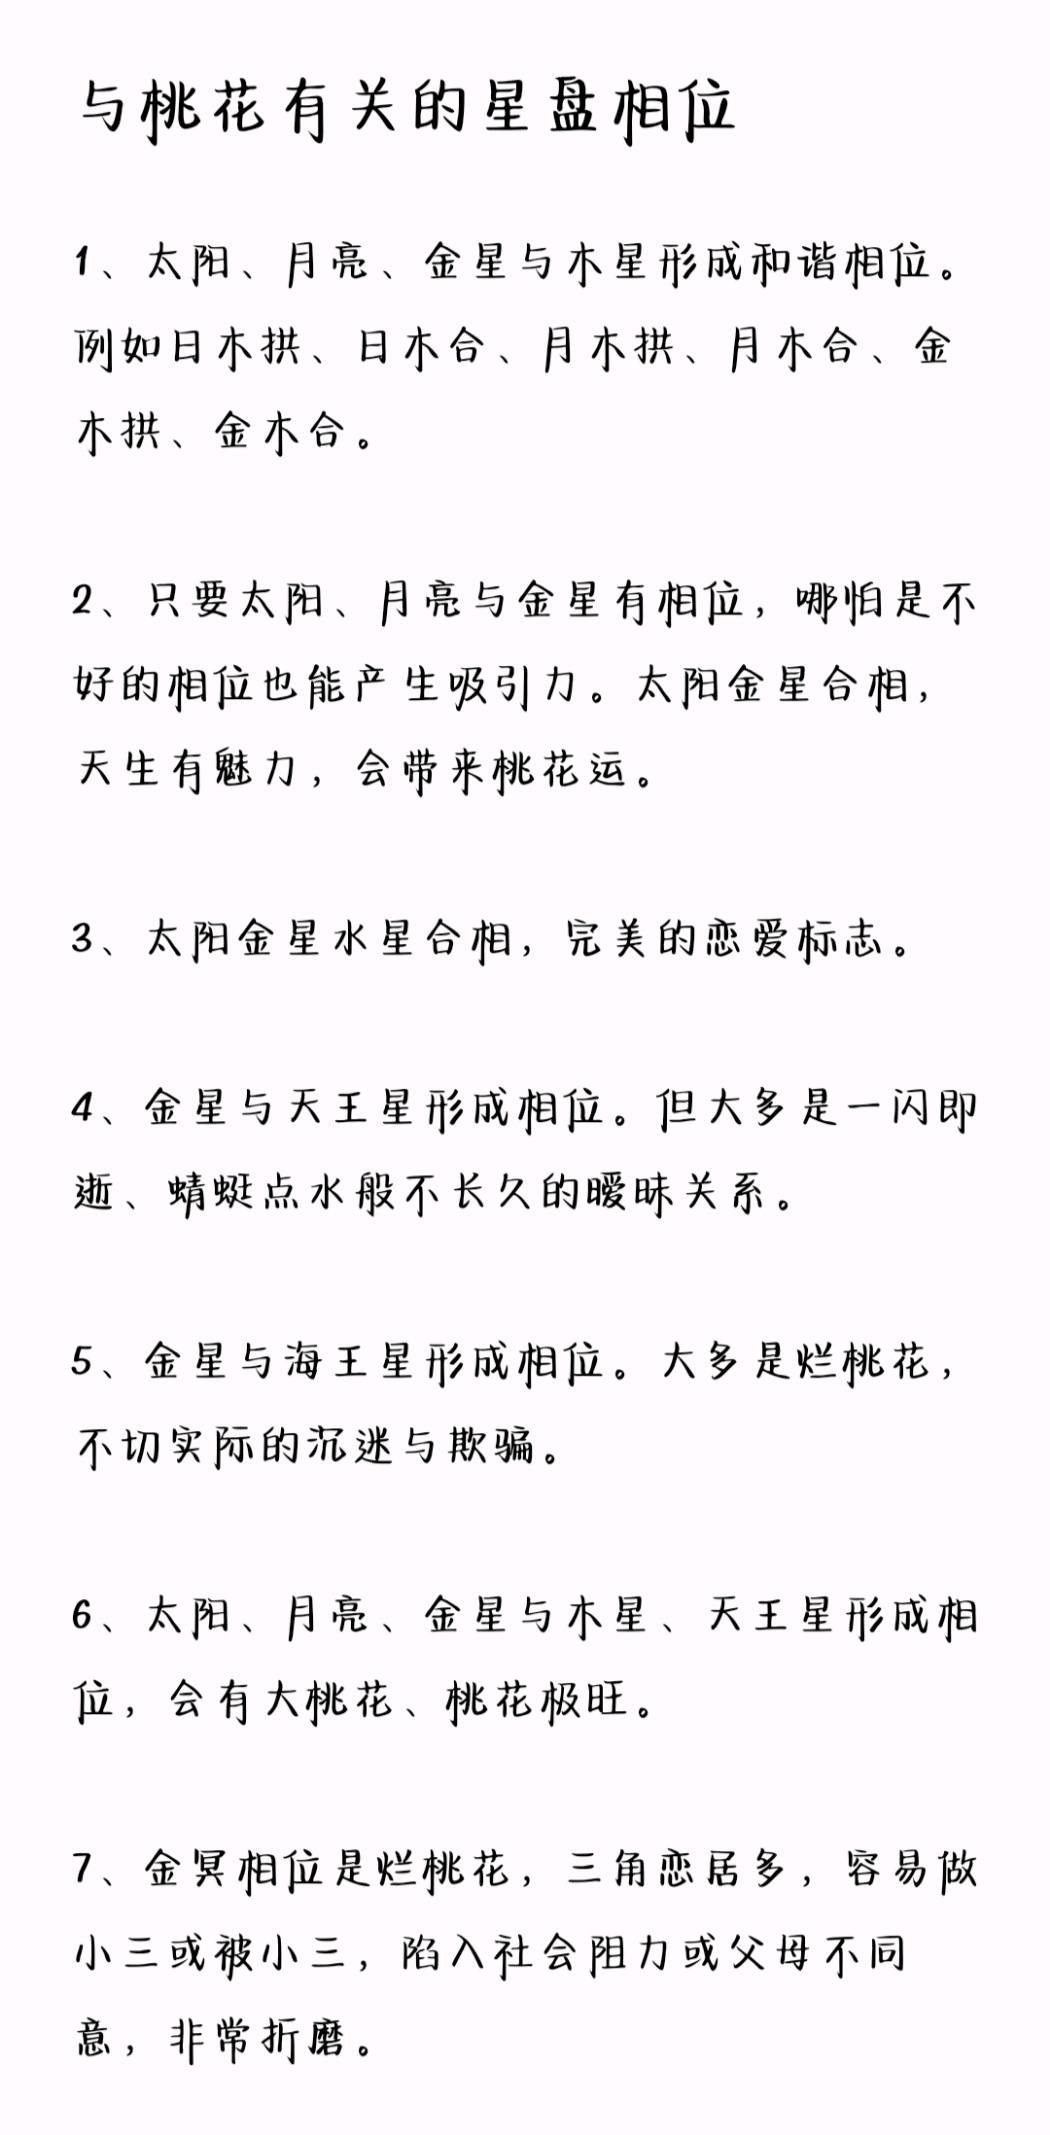 与桃花有关的星盘相位
1、太阳、月亮、金星与木星形成和谐相位。
例如日木拱、日木合、月木拱、月木合、金
木拱、金木合。
2、只要太阳、月亮与金星有相位，哪怕是不
好的相位也能产生吸引力。太阳金星合相，
天生有魅力，会带来桃花运。
3、太阳金星水星合相，完美的恋爱标志。
4、金星与天王星形成相位。但大多是一闪即
逝、蜻蜓点水般不长久的暧昧关系。
5、金星与海王星形成相位。大多是烂桃花，
不切实际的沉迷与欺骗。
6、太阳、月亮、金星与木星、天王星形成相
位，会有大桃花、桃花极旺。
7、金冥相位是烂桃花，三角恋居多，容易做
小三或被小三，陷入社会阻力或父母不同
意，非常折磨。